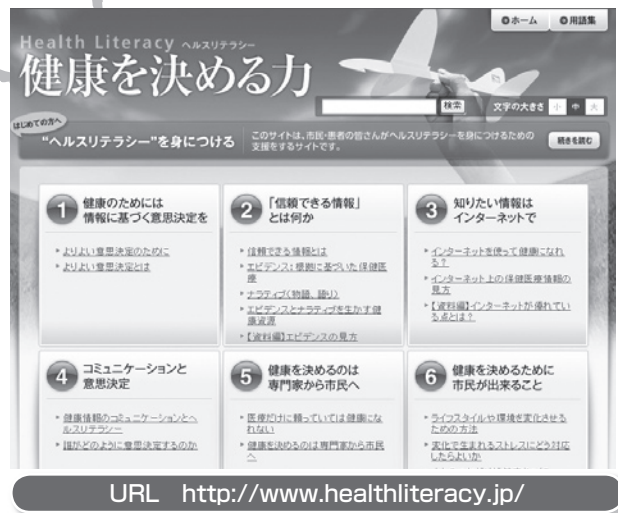 ホーム 用語集
Health Literacy ヘルスリテラシー
健康を決める力
検索 文字の大きさ 小 中 大
はじめての方へ
"ヘルスリテラシー"を身につける
このサイトは、市民・患者の皆さんがヘルスリテラシーを身につけるための
支援をするサイトです。
続きを読む
1 健康のためには
情報に基づく意思決定を
よりよい意思決定のために
よりよい意思決定とは
2 「信頼できる情報」
とは何か
信頼できる情報とは
エビデンス：根拠に基づいた保健医
療
ナラティブ（物語、語り）
エビデンスとナラティブを生かす健
康資源
【資料編】エビデンスの見方
3 知りたい情報は
インターネットで
インターネットを使って健康になれ
る？
インターネット上の保健医療情報の
見方
【資料編】インターネットが優れてい
る点とは？
4 コミュニケーションと
意思決定
健康情報のコミュニケーションとヘ
ルスリテラシー
誰がどのように意思決定するのか
5 健康を決めるのは
専門家から市民へ
医療だけに頼っていては健康にな
れない
健康を決めるのは専門家から市民
へ
6 健康を決めるために
市民が出来ること
ライフスタイルや環境を変化させる
ための方法
変化で生まれるストレスにどう対応
したらよいか
URL http://www.healthliteracy.jp/